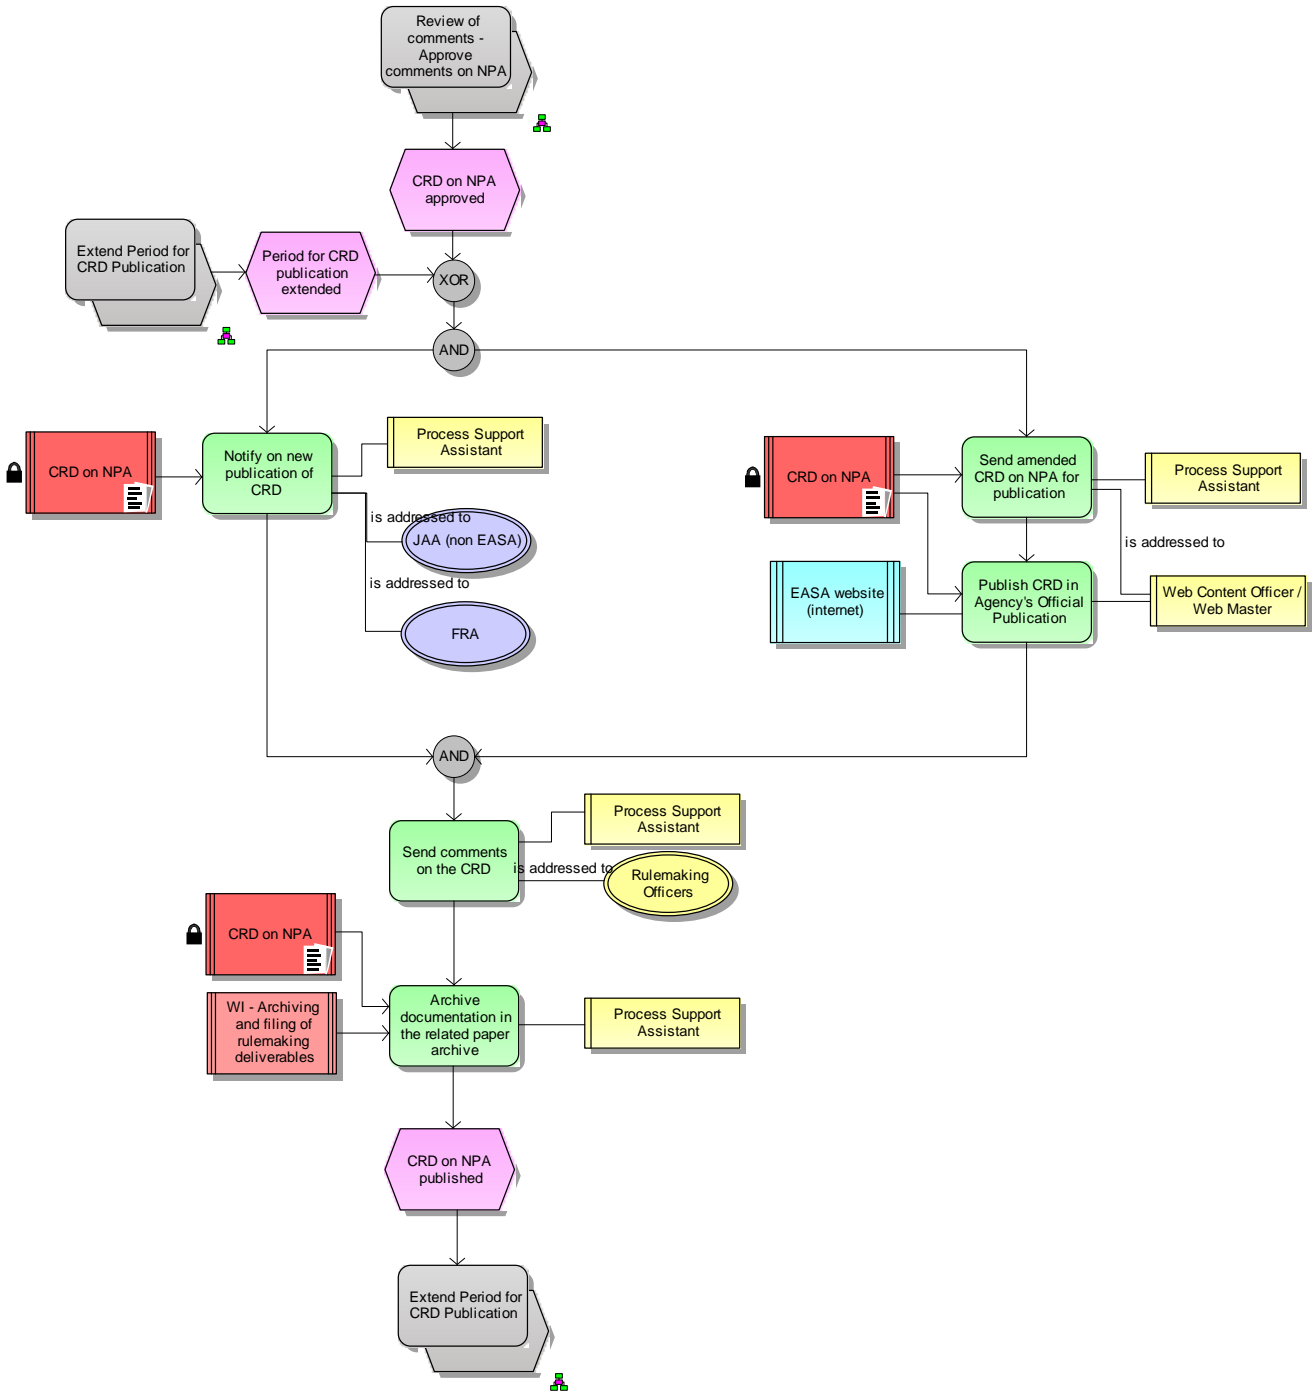 Review of
comments -
Approve
comments on NPA
CRD on NPA
approved
Extend Period for
CRD Publication
Period for CRD
publication
extended
XOR
AND
CRD on NPA
Notify on new
publication of
CRD
Process Support
Assistant
is addressed to
JAA (non EASA)
is addressed to
FRA
CRD on NPA
Send amended
CRD on NPA for
publication
Process Support
Assistant
is addressed to
EASA website
(internet)
Publish CRD in
Agency's Official
Publication
Web Content Officer /
Web Master
AND
Send comments
on the CRD
Process Support
Assistant
is addressed to
Rulemaking
Officers
CRD on NPA
WI - Archiving
and filing of
rulemaking
deliverables
Archive
documentation in
the related paper
archive
Process Support
Assistant
CRD on NPA
published
Extend Period for
CRD Publication